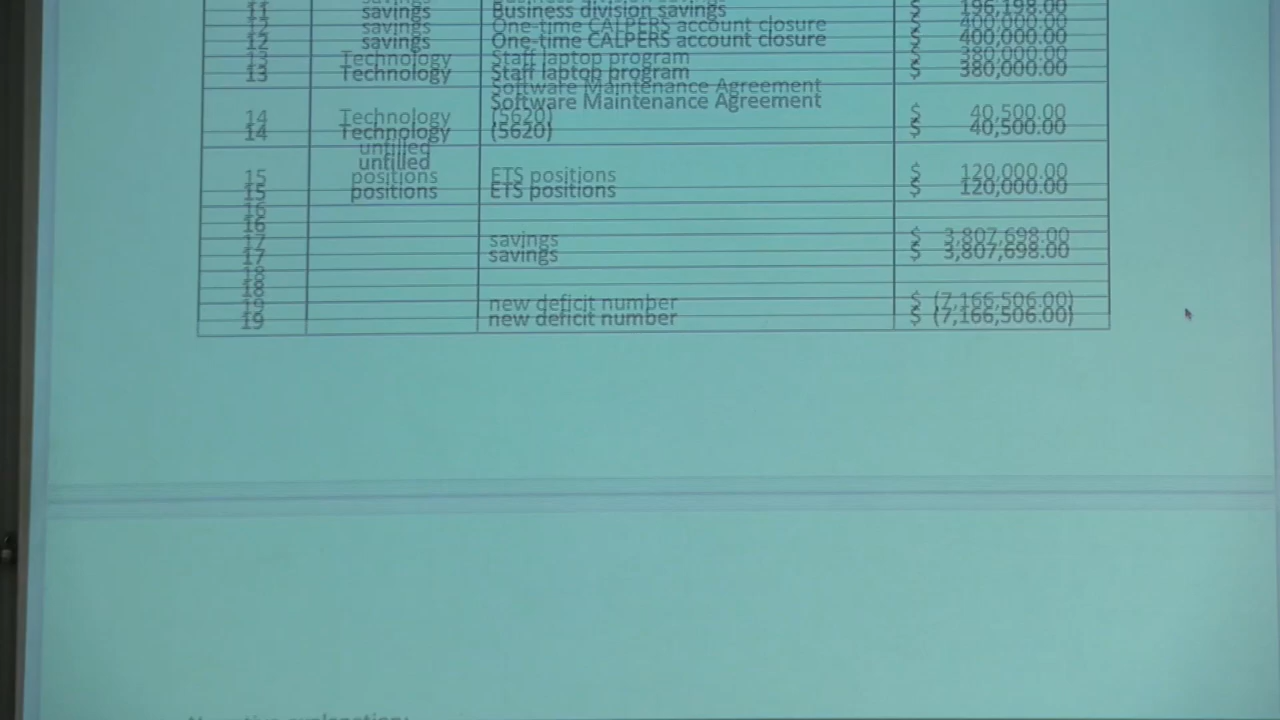 11 savings Business division savings $ 196,198.00
12 savings One-time CALPERS account closure $ 400,000.00
13 Technology Staff laptop program $ 380,000.00
Software Maintenance Agreement
14 Technology (5620) $ 40,500.00
unfilled
15 positions ETS positions $ 120,000.00
16
17 savings $ 3,807,698.00
18
19 new deficit number $ (7,166,506.00)
explanation: